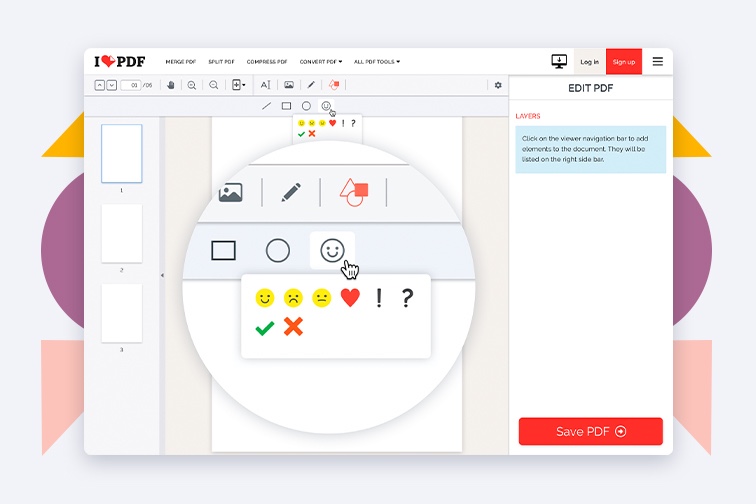 I PDF
MERGE PDF SPLIT PDF COMPRESS PDF CONVERT PDF ALL PDF TOOLS
Log in Sign up
01 /06
A
EDIT PDF
LAYERS
Click on the viewer navigation bar to add
elements to the document. They will be
listed on the right side bar.
1
2
3
! ?
! ?
Save PDF